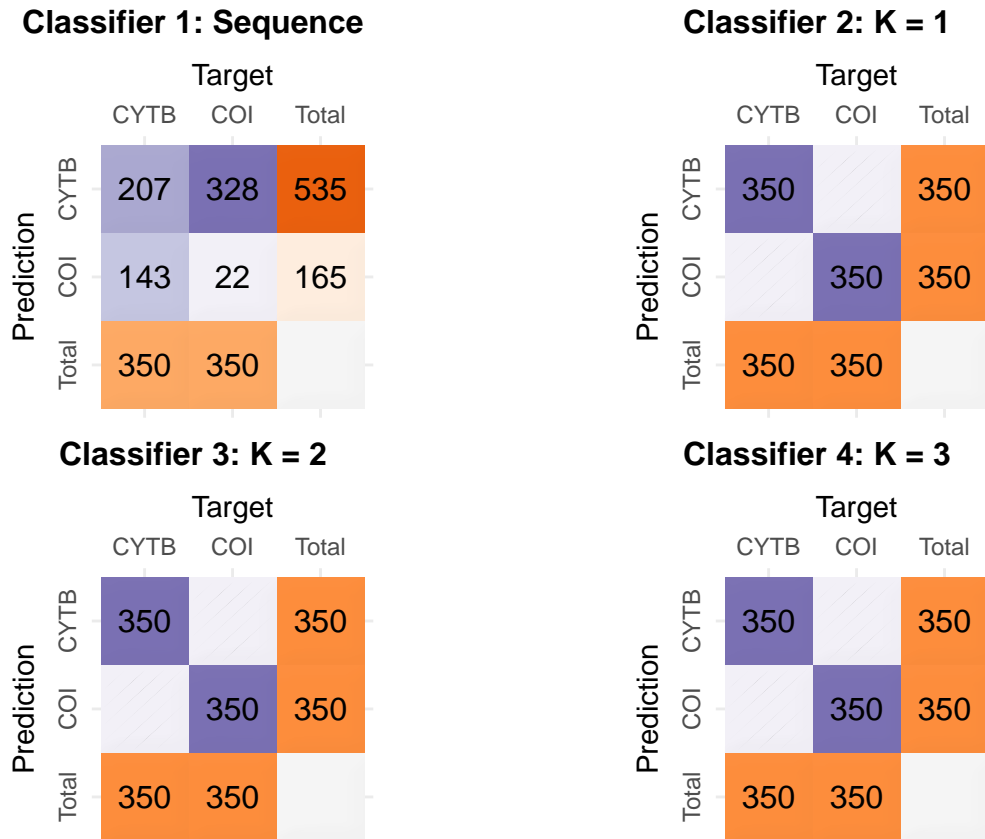 Classifier 1: Sequence
Target
CYTB COI Total
Prediction
CYTB 207 328 535
COI 143 22 165
Total 350 350
Classifier 2: K = 1
Target
CYTB COI Total
Prediction
CYTB 350 350
COI 350 350
Total 350 350
Classifier 3: K = 2
Target
CYTB COI Total
Prediction
CYTB 350 350
COI 350 350
Total 350 350
Classifier 4: K = 3
Target
CYTB COI Total
Prediction
CYTB 350 350
COI 350 350
Total 350 350